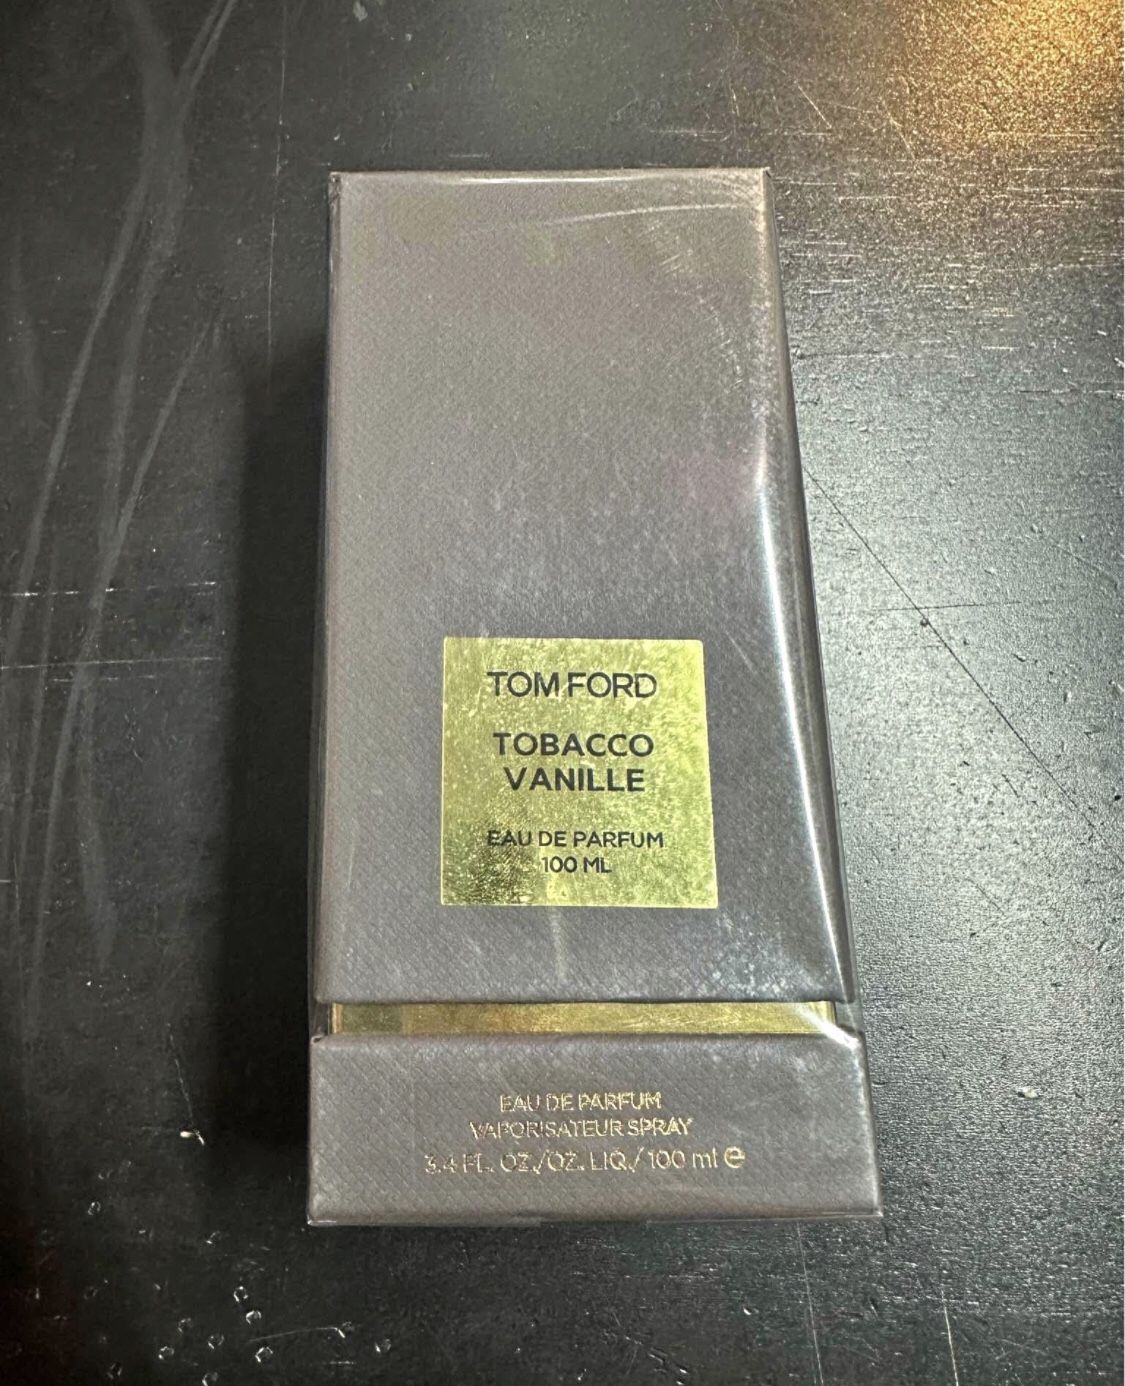 TOM FORD
TOBACCO
VANILLE
EAU DE PARFUM
100 ML
EAU DE PARFUM
VAPORISATEUR SPRAY
3.4 FL. OZ./OZ. LIQ./ 100 ml ℮